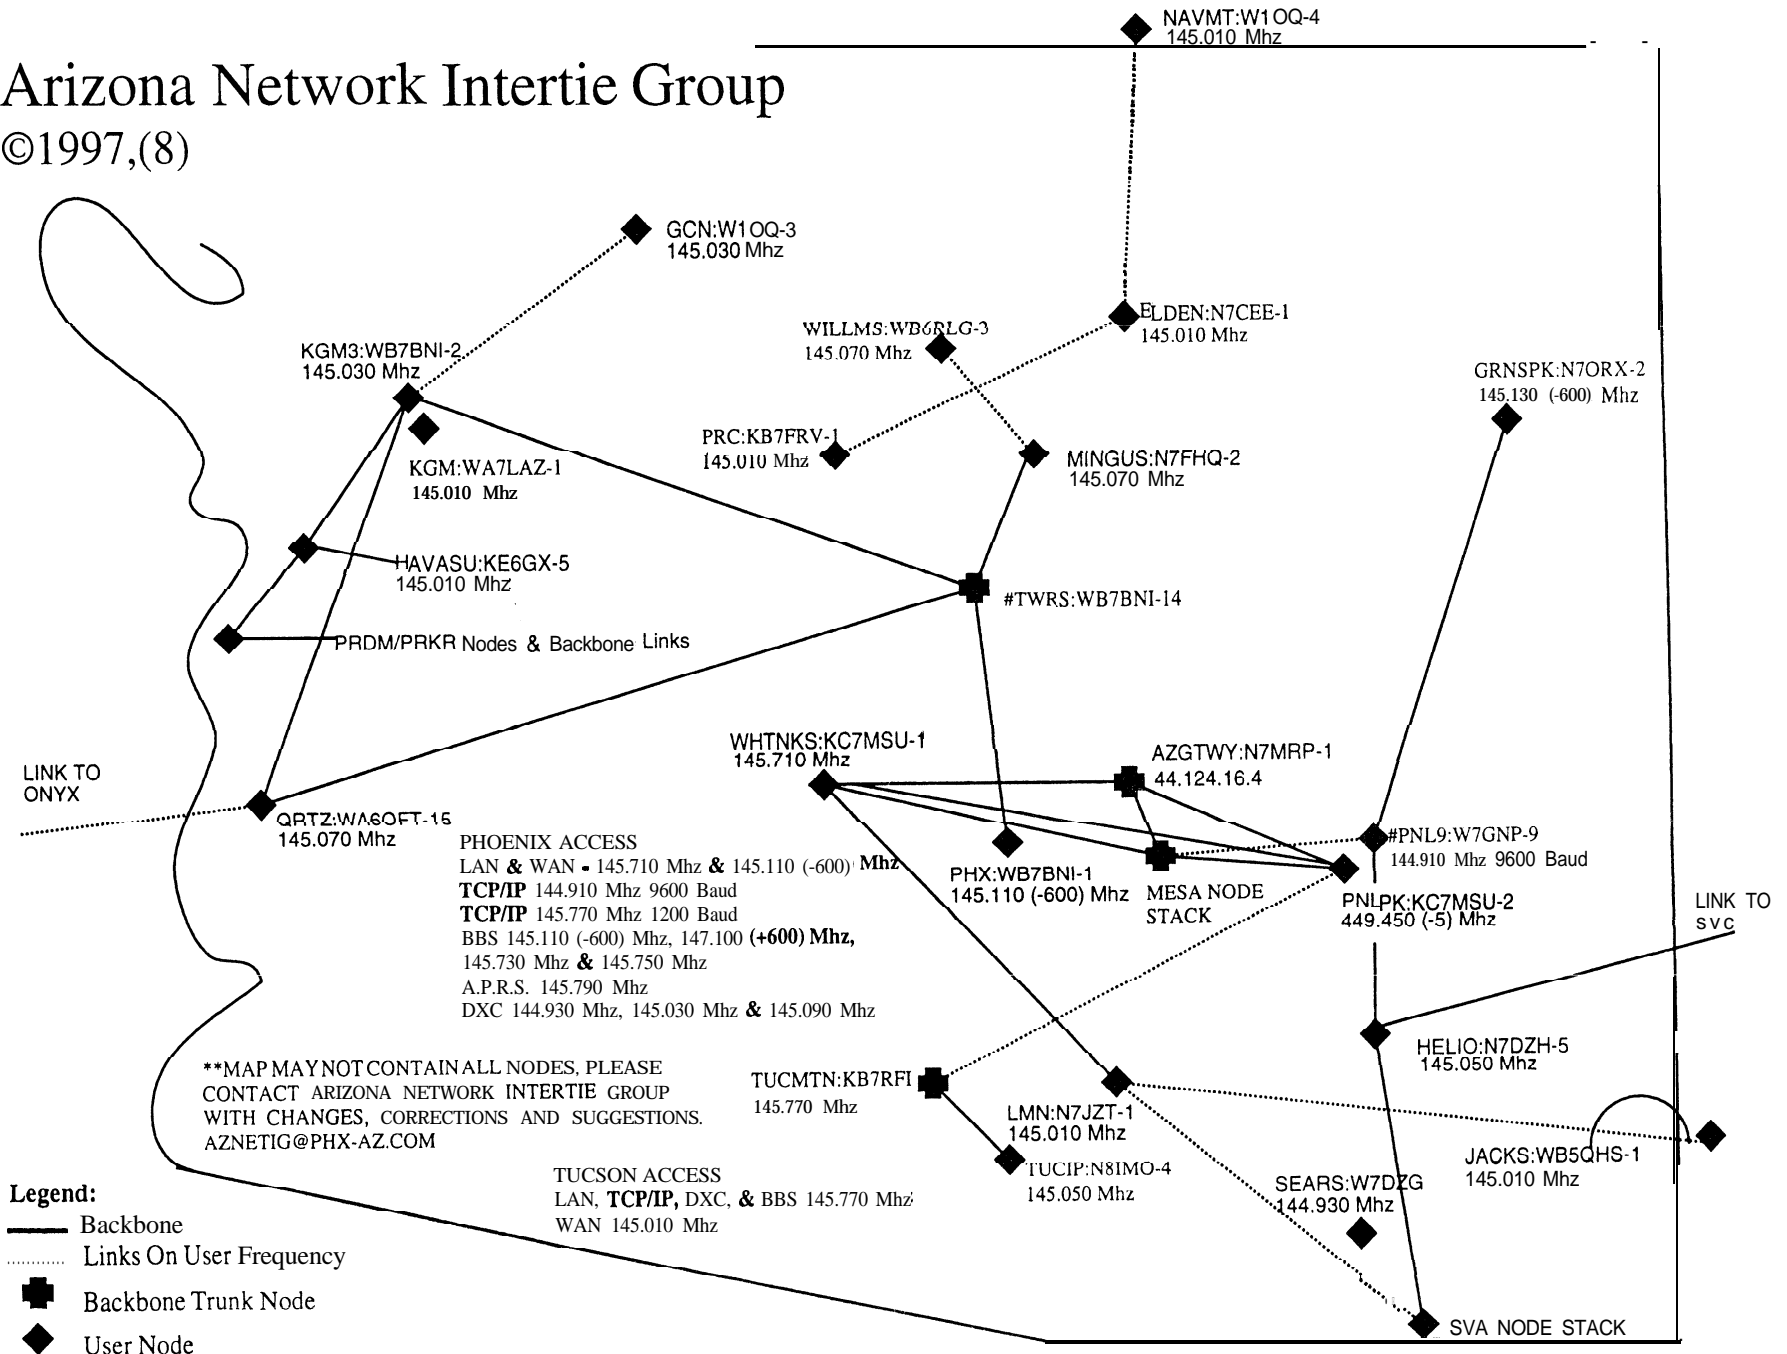 NAVMT:W1OQ-4
145.010 Mhz
Arizona Network Intertie Group
©1997,(8)
GCN:W1OQ-3
145.030 Mhz
ELDEN:N7CEE-1
145.010 Mhz
WILLMS:WB6RLG-3
145.070 Mhz
KGM3:WB7BNI-2
145.030 Mhz
GRNSPK:N7ORX-2
145.130 (-600) Mhz
PRC:KB7FRV-1
145.010 Mhz
MINGUS:N7FHQ-2
145.070 Mhz
KGM:WA7LAZ-1
145.010 Mhz
HAVASU:KE6GX-5
145.010 Mhz
#TWRS:WB7BNI-14
PRDM/PRKR Nodes & Backbone Links
WHTNKS:KC7MSU-1
145.710 Mhz
AZGTWY:N7MRP-1
44.124.16.4
LINK TO
ONYX
QRTZ:WA6OFT-15
145.070 Mhz
#PNL9:W7GNP-9
144.910 Mhz 9600 Baud
PHX:WB7BNI-1
145.110 (-600) Mhz
MESA NODE
STACK
PNLPK:KC7MSU-2
449.450 (-5) Mhz
LINK TO
svc
PHOENIX ACCESS
LAN & WAN - 145.710 Mhz & 145.110 (-600) Mhz
TCP/IP 144.910 Mhz 9600 Baud
TCP/IP 145.770 Mhz 1200 Baud
BBS 145.110 (-600) Mhz, 147.100 (+600) Mhz,
145.730 Mhz & 145.750 Mhz
A.P.R.S. 145.790 Mhz
DXC 144.930 Mhz, 145.030 Mhz & 145.090 Mhz
HELIO:N7DZH-5
145.050 Mhz
**MAP MAY NOT CONTAIN ALL NODES, PLEASE
CONTACT ARIZONA NETWORK INTERTIE GROUP
WITH CHANGES, CORRECTIONS AND SUGGESTIONS.
AZNETIG@PHX-AZ.COM
TUCMTN:KB7RFI
145.770 Mhz
LMN:N7JZT-1
145.010 Mhz
JACKS:WB5QHS-1
145.010 Mhz
TUCIP:N8IMO-4
145.050 Mhz
SEARS:W7DZG
144.930 Mhz
TUCSON ACCESS
LAN, TCP/IP, DXC, & BBS 145.770 Mhz
WAN 145.010 Mhz
SVA NODE STACK
Legend:
Backbone
Links On User Frequency
Backbone Trunk Node
User Node